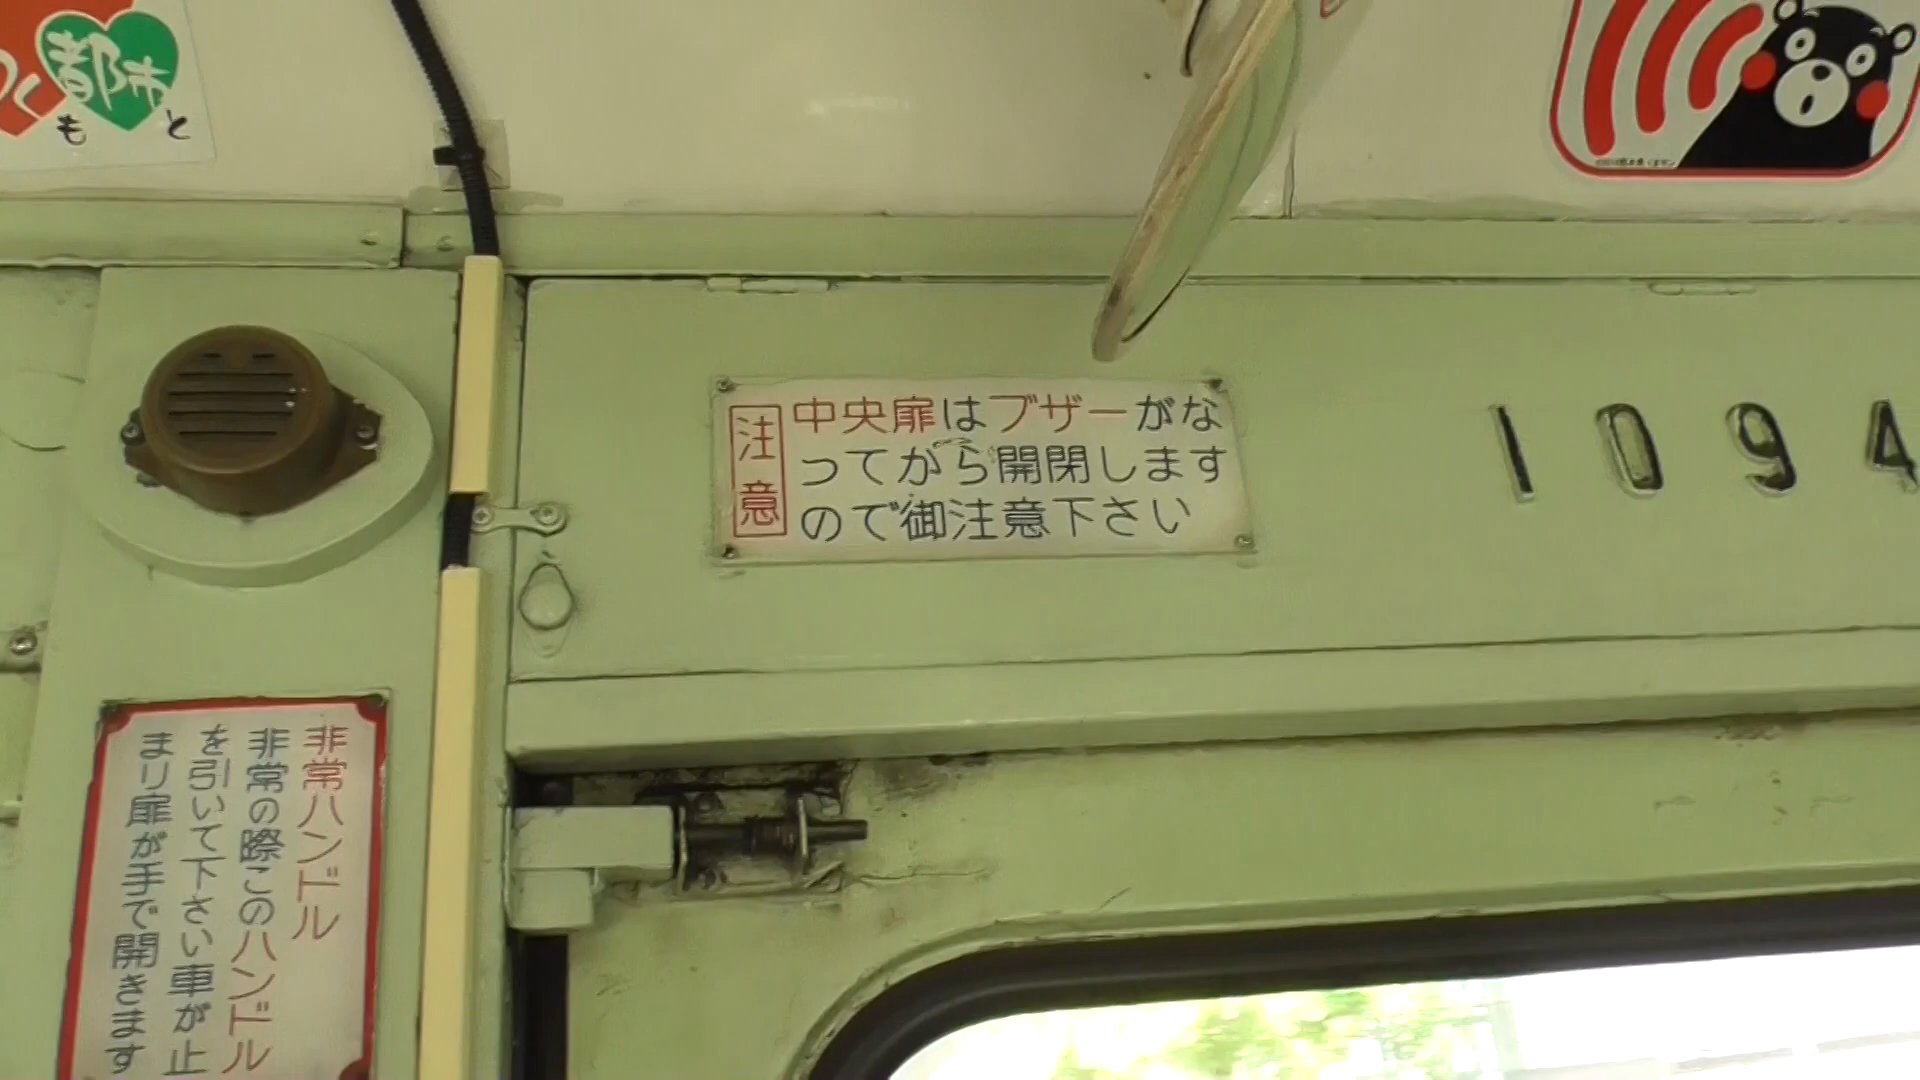 都市
も
と
注意
中央扉はブザーがな
ってから開閉します
ので御注意下さい
1094
非常ハンドル
非常の際このハンドル
を引いて下さい車が止
まり扉が手で開きます